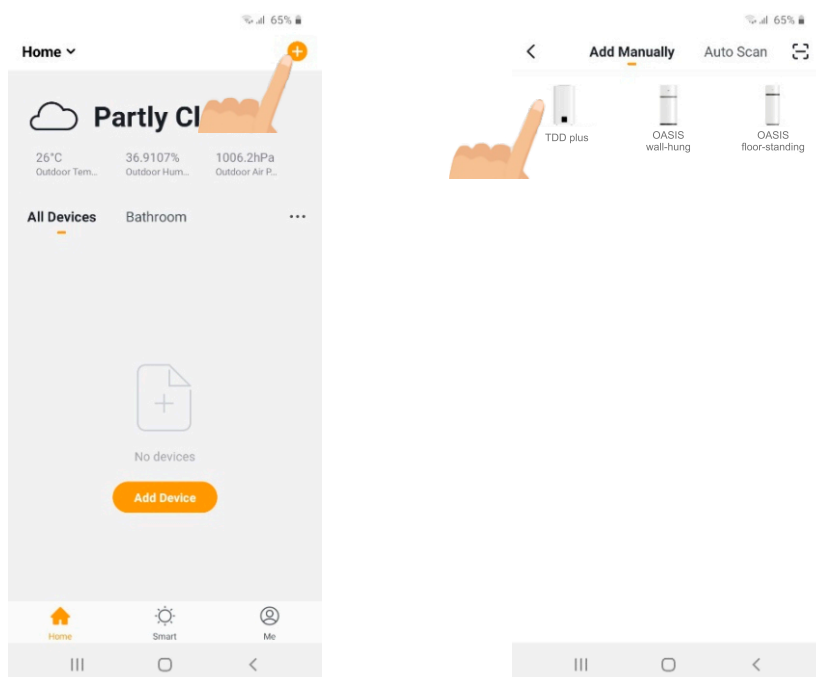 65%
Home
Partly Cl
26°C
36.9107%
1006.2hPa
Outdoor Tem...
Outdoor Hum...
Outdoor Air P...
All Devices
Bathroom
No devices
Add Device
Home
Smart
Me
65%
Add Manually
Auto Scan
TDD plus
OASIS
wall-hung
OASIS
floor-standing